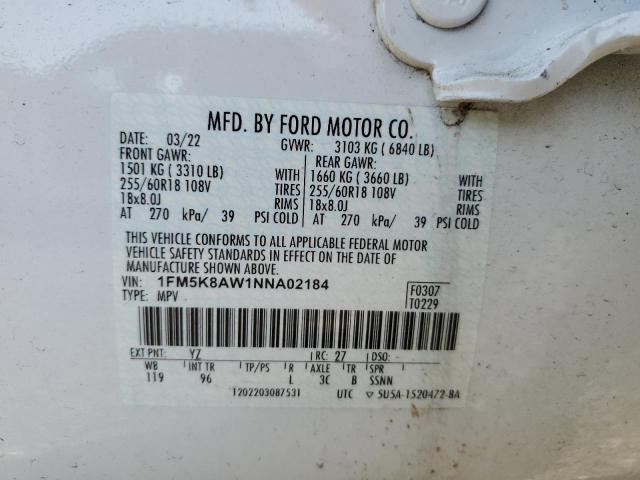 MFD. BY FORD MOTOR CO.
DATE: 03/22 GVWR: 3103 KG ( 6840 LB)
FRONT GAWR: REAR GAWR:
1501 KG ( 3310 LB) WITH 1660 KG ( 3660 LB) WITH
255/60R18 108V TIRES 255/60R18 108V TIRES
18x8.0J RIMS 18x8.0J RIMS
AT 270 kPa/ 39 PSI COLD AT 270 kPa/ 39 PSI COLD
THIS VEHICLE CONFORMS TO ALL APPLICABLE FEDERAL MOTOR
VEHICLE SAFETY STANDARDS IN EFFECT ON THE DATE OF
MANUFACTURE SHOWN ABOVE.
VIN: 1FM5K8AW1NNA02184 F0307
TYPE: MPV T0229
EXT PNT: YZ RC: 27 DSO:
WB INT TR TP/PS R AXLE TR SPR
119 96 L 3C B SSNN
UTC ▽ 5U5A-1520472-BA